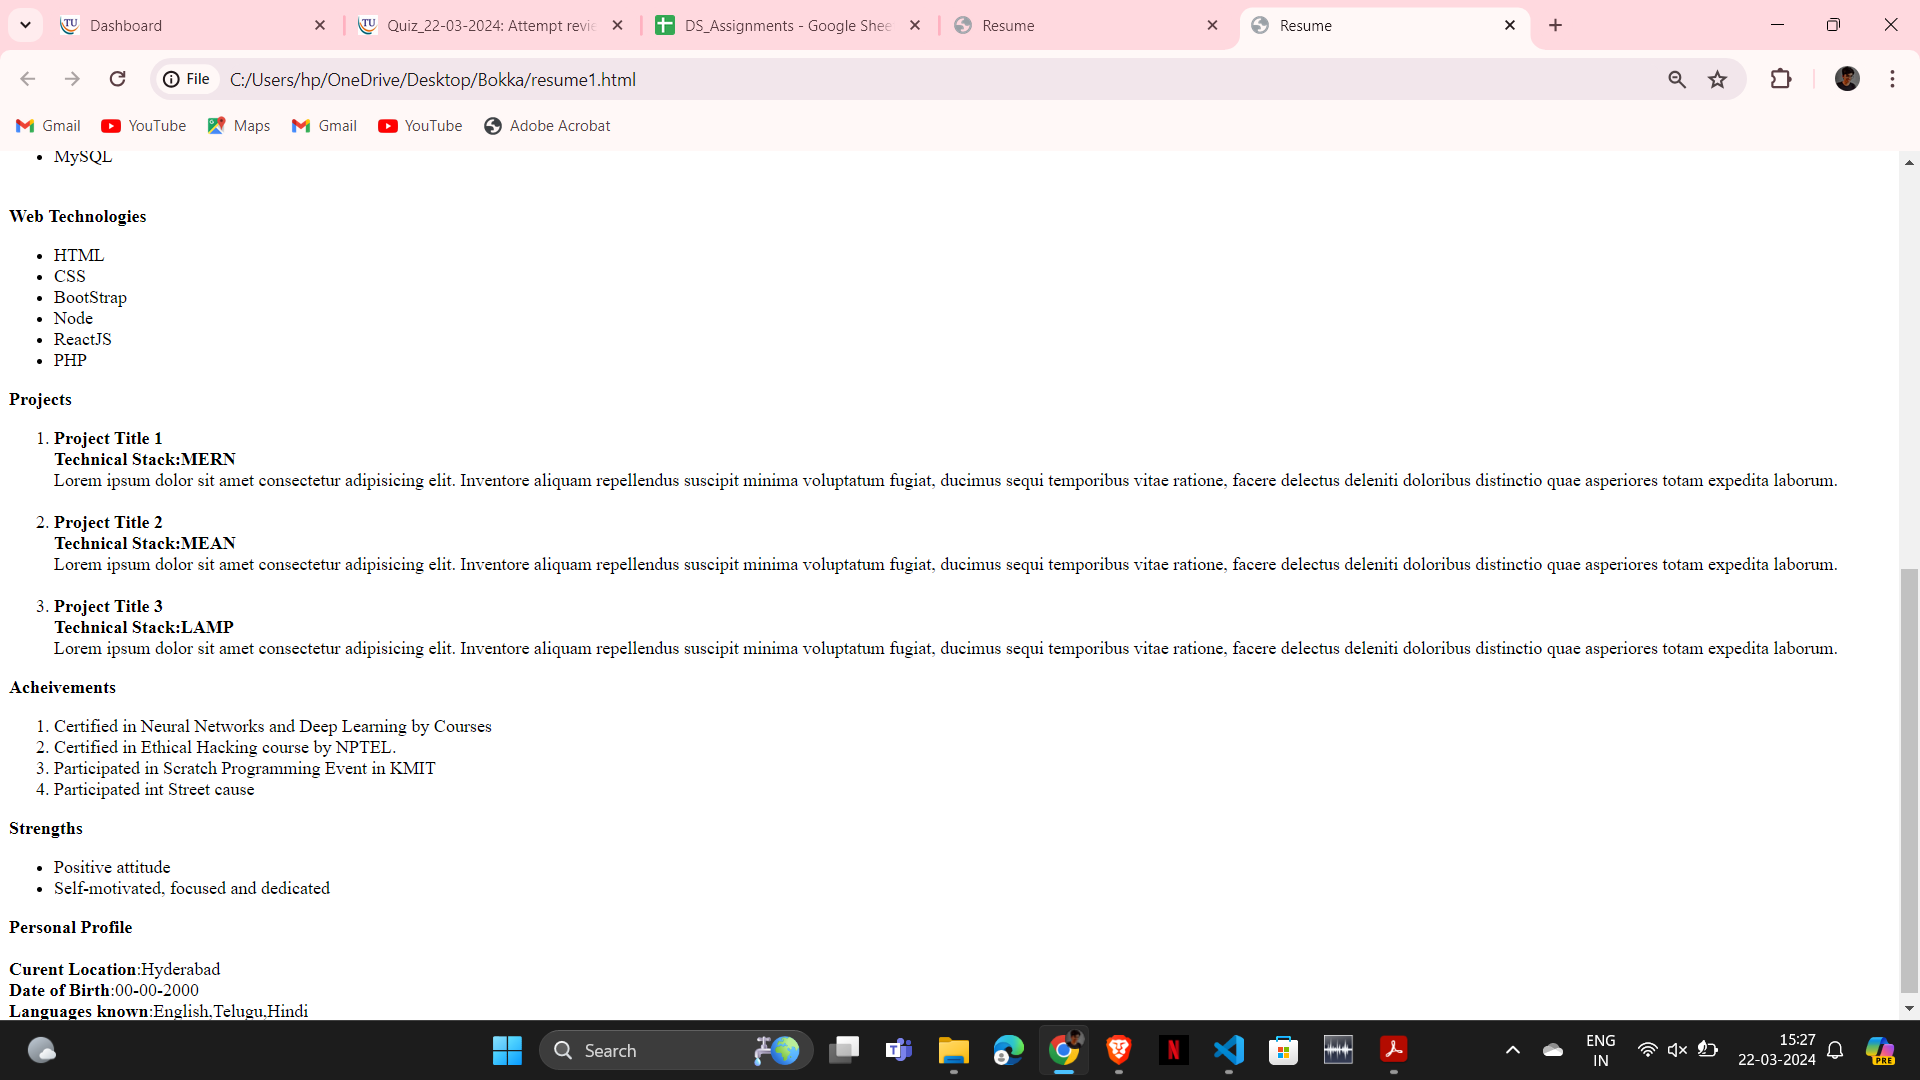 Dashboard
Quiz_22-03-2024: Attempt revie
DS_Assignments - Google Shee
Resume
Resume
File
C:/Users/hp/OneDrive/Desktop/Bokka/resume1.html
Gmail
YouTube
Maps
Gmail
YouTube
Adobe Acrobat
• MySQL
Web Technologies
• HTML
• CSS
• BootStrap
• Node
• ReactJS
• PHP
Projects
1. Project Title 1
Technical Stack:MERN
Lorem ipsum dolor sit amet consectetur adipisicing elit. Inventore aliquam repellendus suscipit minima voluptatum fugiat, ducimus sequi temporibus vitae ratione, facere delectus deleniti doloribus distinctio quae asperiores totam expedita laborum.
2. Project Title 2
Technical Stack:MEAN
Lorem ipsum dolor sit amet consectetur adipisicing elit. Inventore aliquam repellendus suscipit minima voluptatum fugiat, ducimus sequi temporibus vitae ratione, facere delectus deleniti doloribus distinctio quae asperiores totam expedita laborum.
3. Project Title 3
Technical Stack:LAMP
Lorem ipsum dolor sit amet consectetur adipisicing elit. Inventore aliquam repellendus suscipit minima voluptatum fugiat, ducimus sequi temporibus vitae ratione, facere delectus deleniti doloribus distinctio quae asperiores totam expedita laborum.
Acheivements
1. Certified in Neural Networks and Deep Learning by Courses
2. Certified in Ethical Hacking course by NPTEL.
3. Participated in Scratch Programming Event in KMIT
4. Participated int Street cause
Strengths
• Positive attitude
• Self-motivated, focused and dedicated
Personal Profile
Curent Location:Hyderabad
Date of Birth:00-00-2000
Languages known:English,Telugu,Hindi
Search
ENG
IN
15:27
22-03-2024
PRE